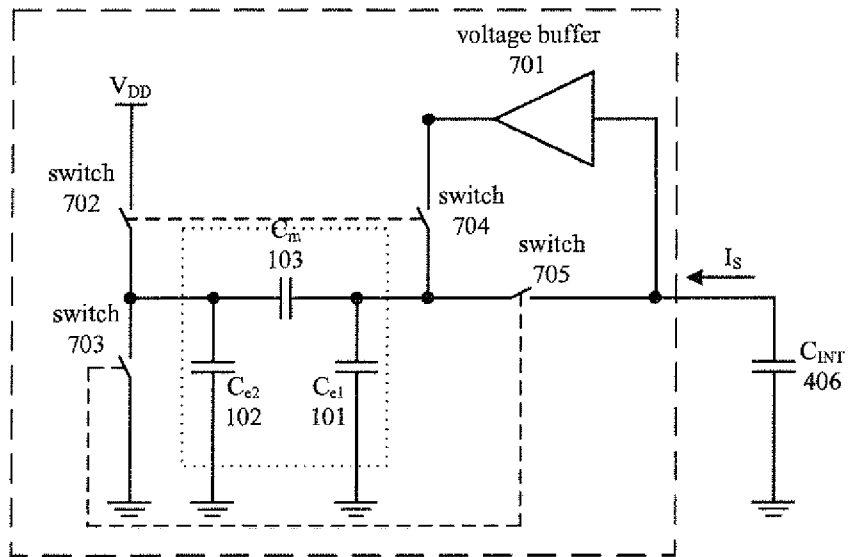 voltage buffer
701
VDD
switch
702
switch
704
Cm
103
switch
705
IS
switch
703
Ce2
102
Ce1
101
CINT
406